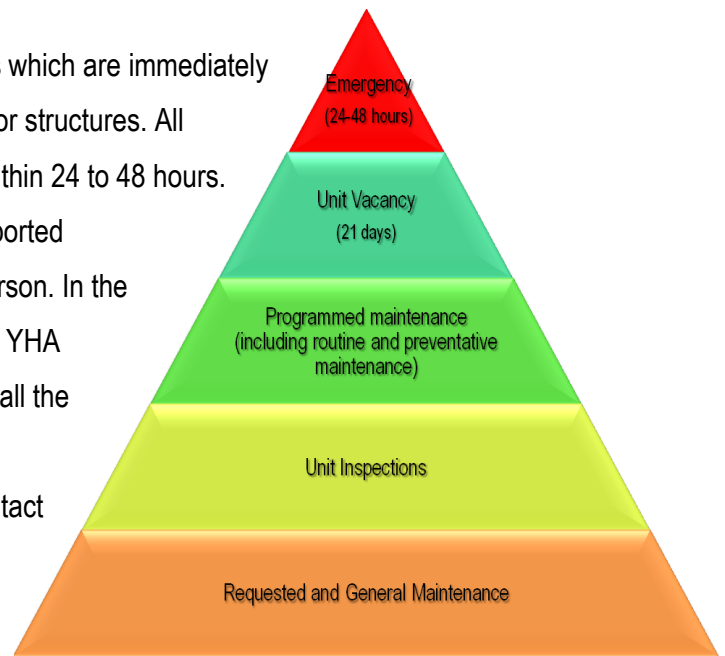 s which are immediately
or structures. All
thin 24 to 48 hours.
orted
rson. In the
YHA
all the
tact
Emergency
(24-48 hours)
Unit Vacancy
(21 days)
Programmed maintenance
(including routine and preventative
maintenance)
Unit Inspections
Requested and General Maintenance